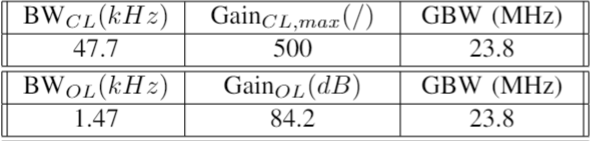 BW_CL(kHz) Gain_CL,max(/) GBW (MHz)
47.7 500 23.8
BW_OL(kHz) Gain_OL(dB) GBW (MHz)
1.47 84.2 23.8